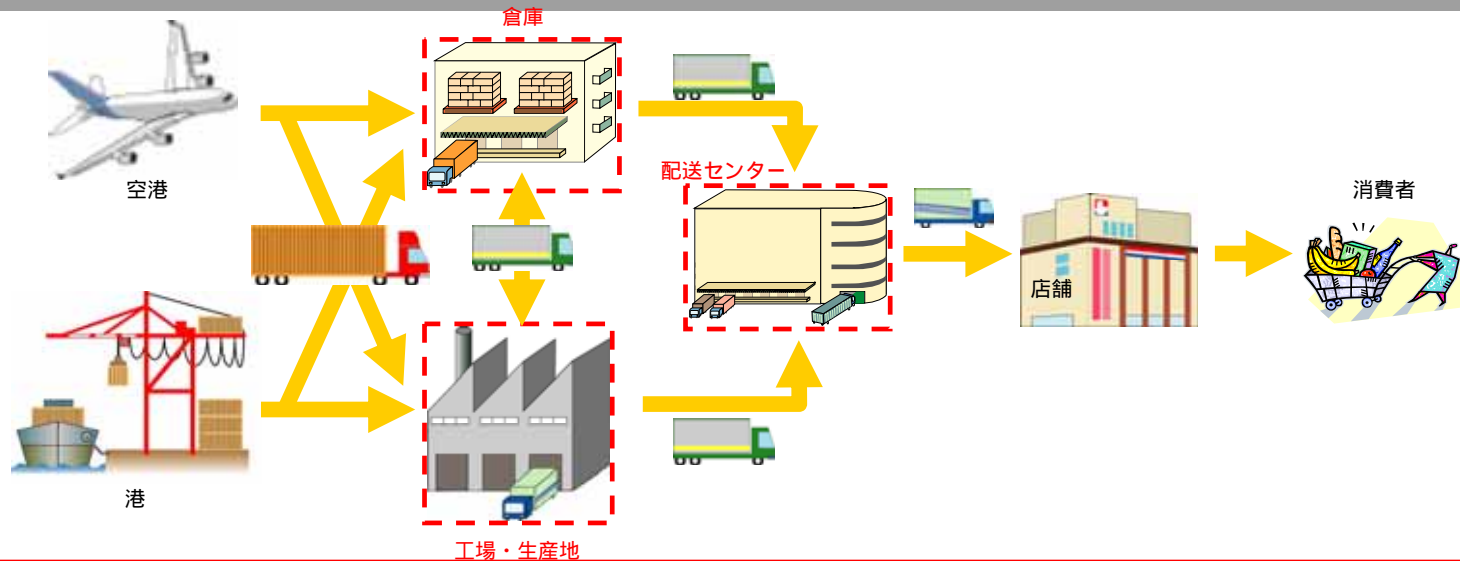 倉庫
空港
配送センター
消費者
店舗
港
工場・生産地